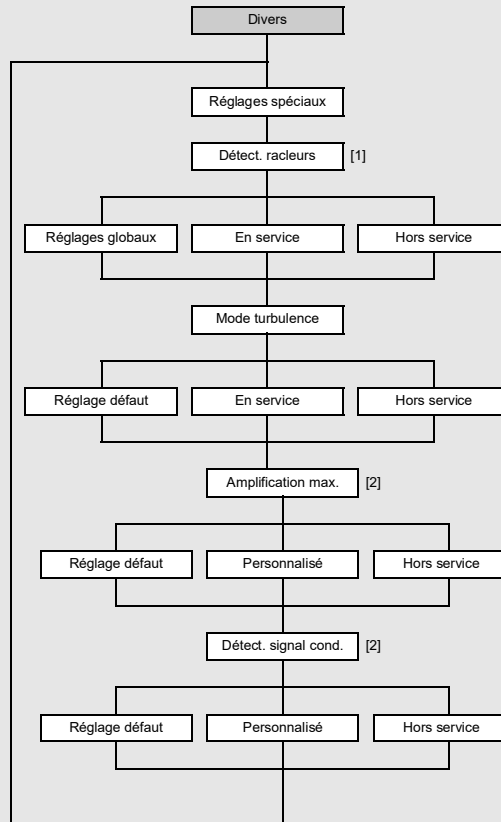 Divers
Réglages spéciaux
Détect. racleurs [1]
Réglages globaux En service Hors service
Mode turbulence
Réglage défaut En service Hors service
Amplification max. [2]
Réglage défaut Personnalisé Hors service
Détect. signal cond. [2]
Réglage défaut Personnalisé Hors service